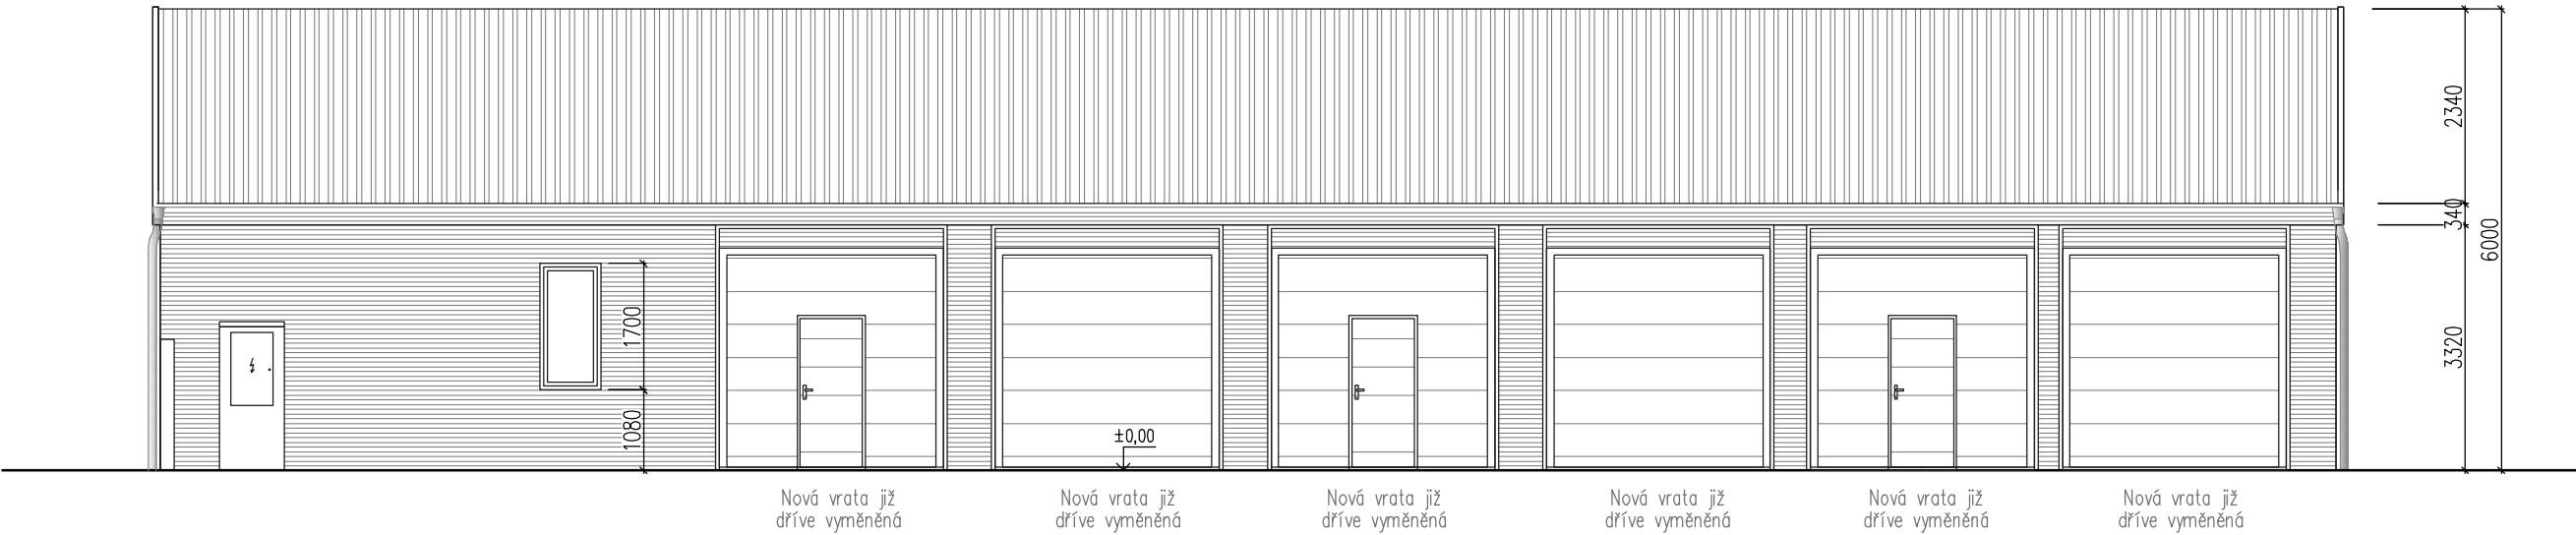 2340
340
6000
3320
1700
1080
±0,00
Nová vrata již
dříve vyměněná
Nová vrata již
dříve vyměněná
Nová vrata již
dříve vyměněná
Nová vrata již
dříve vyměněná
Nová vrata již
dříve vyměněná
Nová vrata již
dříve vyměněná